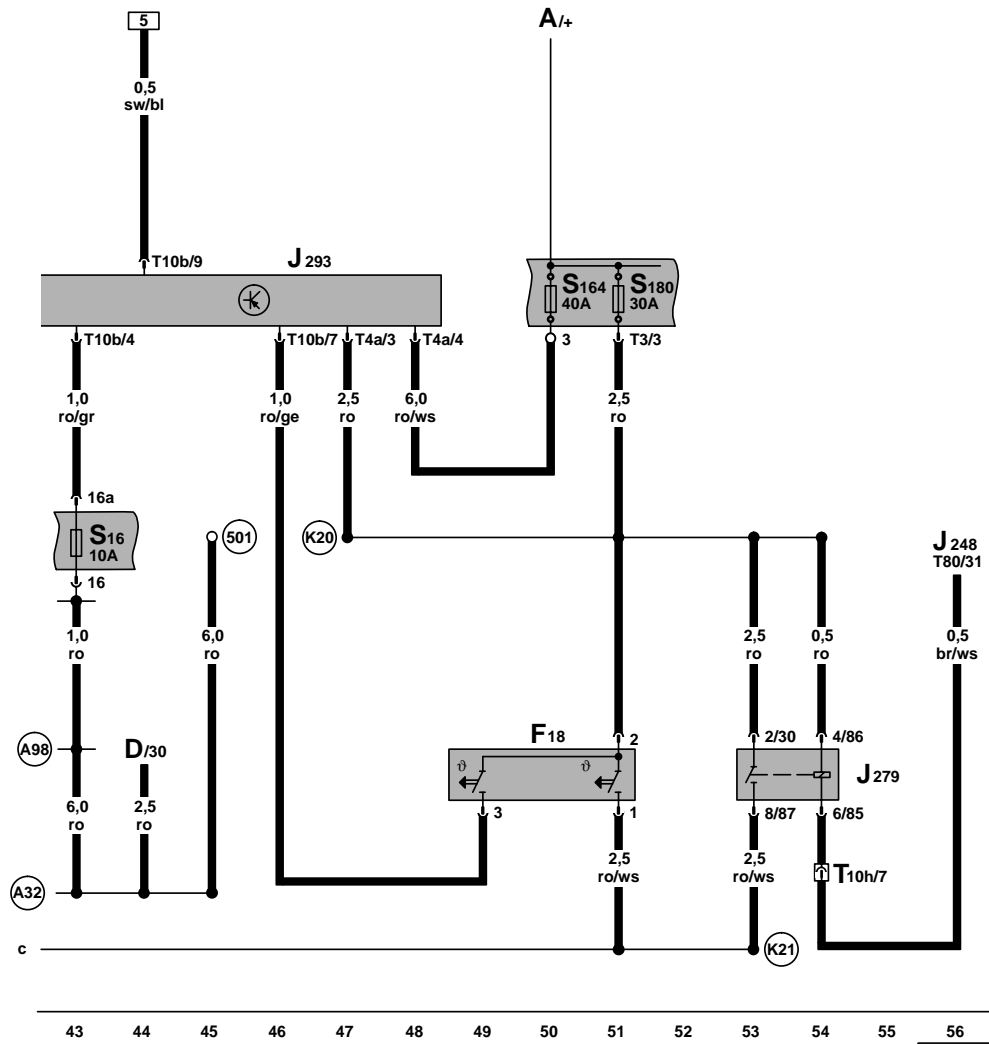 5
A/+
0,5
sw/bl
T10b/9
J293
S164
40A
S180
30A
T10b/4
T10b/7
T4a/3
T4a/4
3
T3/3
1,0
ro/gr
1,0
ro/ge
2,5
ro
6,0
ro/ws
2,5
ro
16a
S16
10A
501
K20
J248
T80/31
16
1,0
ro
6,0
ro
2,5
ro
0,5
ro
0,5
br/ws
A98
D/30
F18
2
2/30
4/86
ϑ
ϑ
J279
6,0
ro
2,5
ro
3
1
8/87
6/85
2,5
ro/ws
2,5
ro/ws
T10h/7
A32
c
K21
43 44 45 46 47 48 49 50 51 52 53 54 55 56